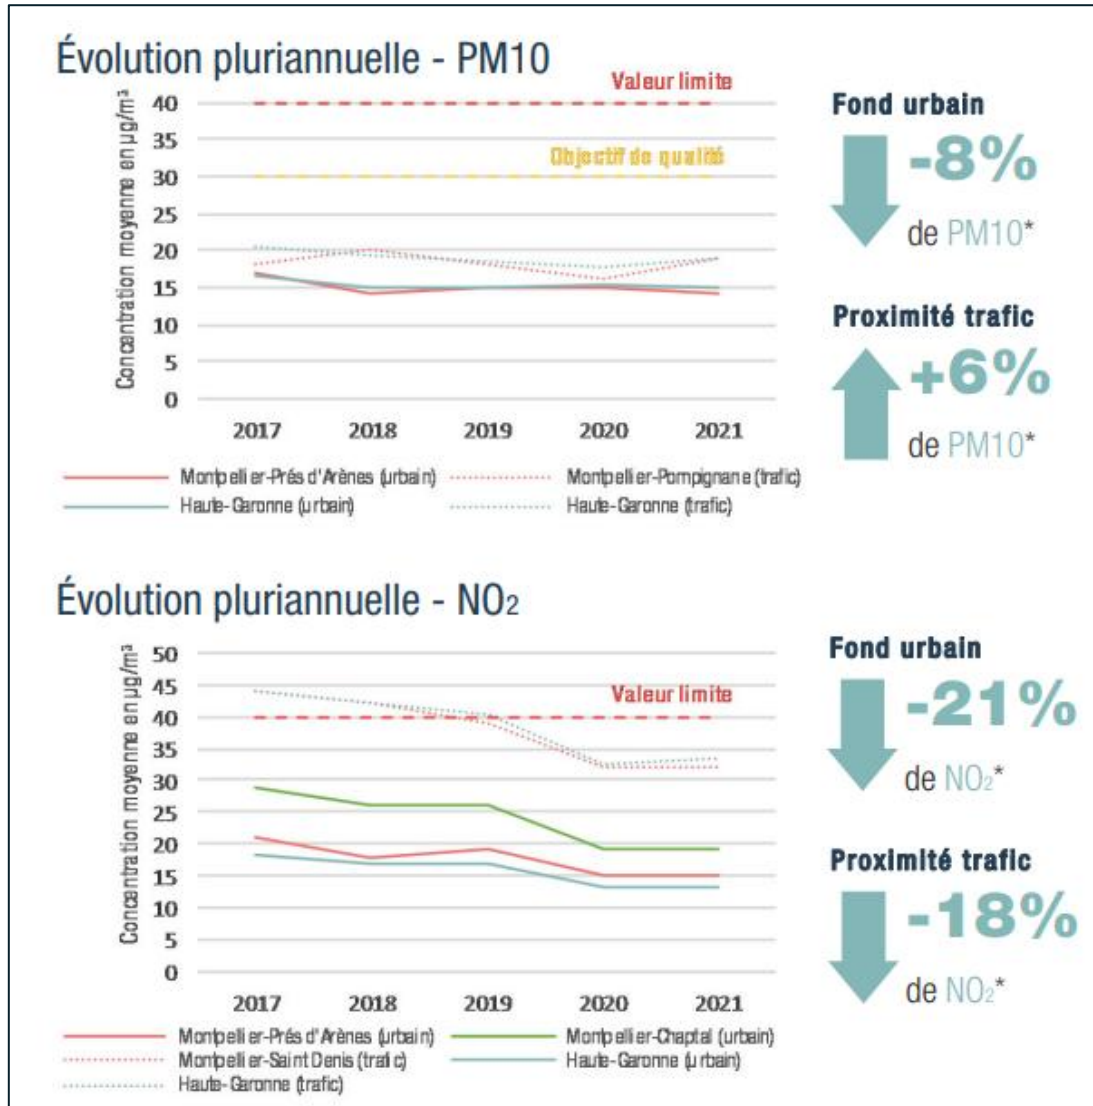 Évolution pluriannuelle - PM10
Concentration moyenne en µg/m³
40
35
30
25
20
15
10
5
0
Valeur limite
Objectif de qualité
2017 2018 2019 2020 2021
Montpellier-Prés d'Arènes (urbain) Montpellier-Pompignane (trafic)
Haute-Garonne (urbain) Haute-Garonne (trafic)
Fond urbain
-8%
de PM10*
Proximité trafic
+6%
de PM10*
Évolution pluriannuelle - NO₂
Concentration moyenne en µg/m³
50
45
40
35
30
25
20
15
10
5
0
Valeur limite
2017 2018 2019 2020 2021
Montpellier-Prés d'Arènes (urbain) Montpellier-Chaptal (urbain)
Montpellier-Saint Denis (trafic) Haute-Garonne (urbain)
Haute-Garonne (trafic)
Fond urbain
-21%
de NO₂*
Proximité trafic
-18%
de NO₂*